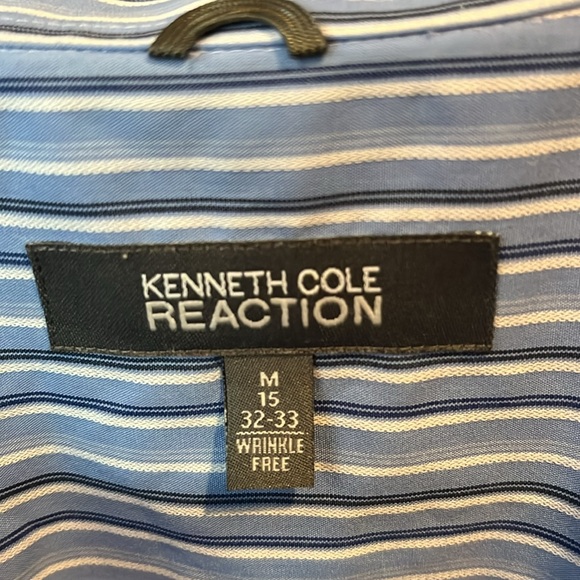 KENNETH COLE
REACTION
M
15
32-33
WRINKLE
FREE